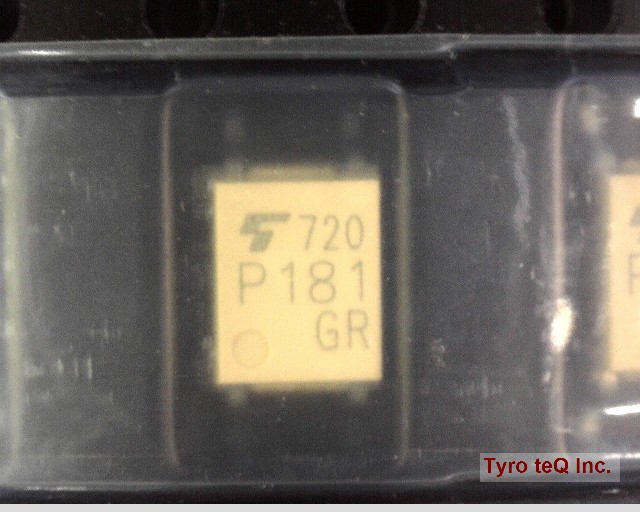 720
P181
GR
Tyro teQ Inc.